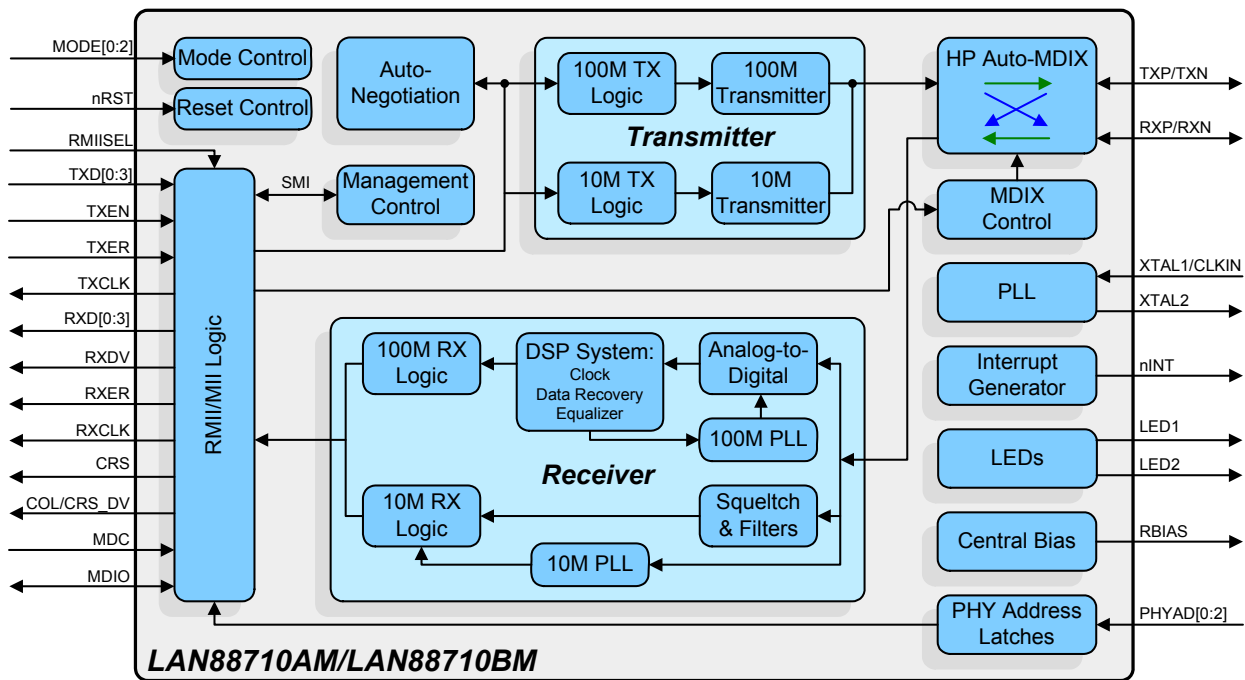 MODE[0:2]
nRST
RMIISEL
TXD[0:3]
TXEN
TXER
TXCLK
RXD[0:3]
RXDV
RXER
RXCLK
CRS
COL/CRS_DV
MDC
MDIO
Mode Control
Reset Control
RMII/MII Logic
SMI
Auto-
Negotiation
Management
Control
100M TX
Logic
100M
Transmitter
Transmitter
10M TX
Logic
10M
Transmitter
100M RX
Logic
DSP System:
Clock
Data Recovery
Equalizer
Analog-to-
Digital
100M PLL
Receiver
10M RX
Logic
Squeltch
& Filters
10M PLL
HP Auto-MDIX
MDIX
Control
PLL
Interrupt
Generator
LEDs
Central Bias
PHY Address
Latches
TXP/TXN
RXP/RXN
XTAL1/CLKIN
XTAL2
nINT
LED1
LED2
RBIAS
PHYAD[0:2]
LAN88710AM/LAN88710BM